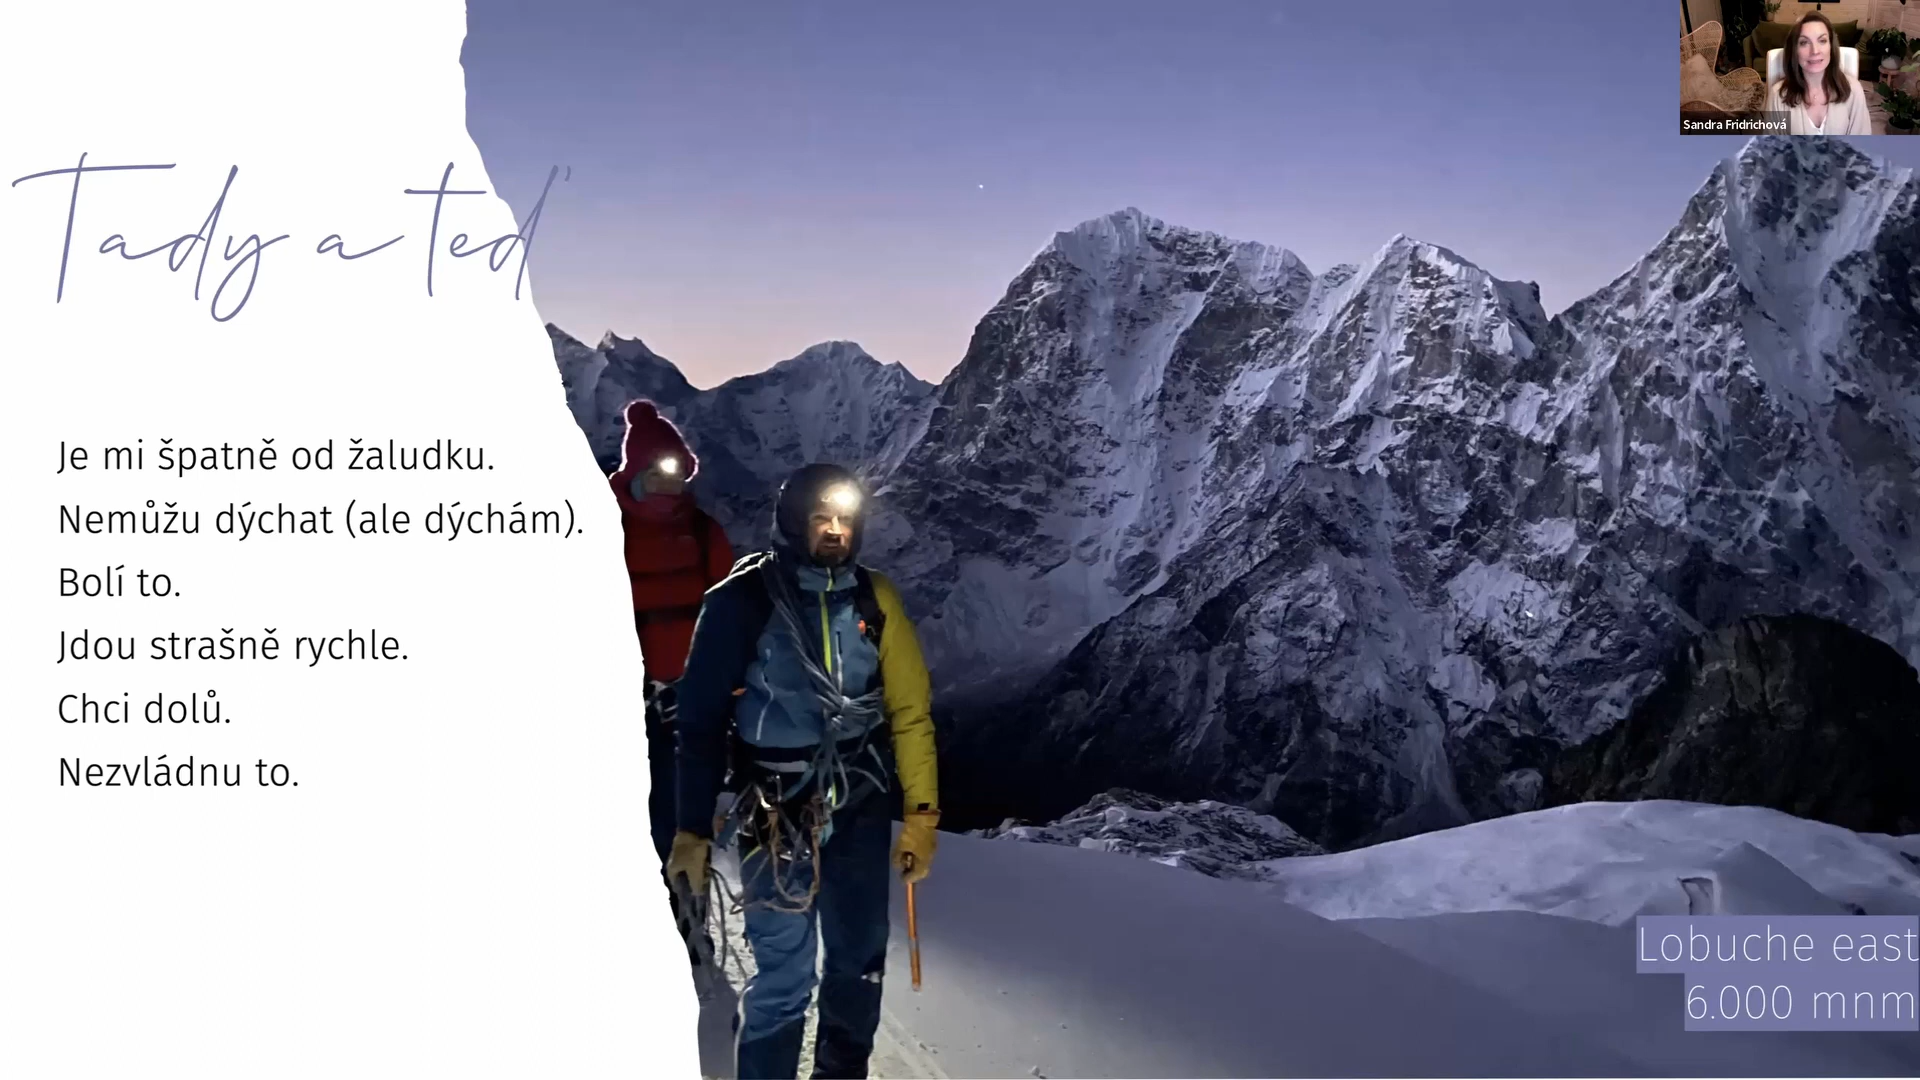 Sandra Fridrichová
Tady a teď
Je mi špatně od žaludku.
Nemůžu dýchat (ale dýchám).
Bolí to.
Jdou strašně rychle.
Chci dolů.
Nezvládnu to.
Lobuche east
6.000 mnm